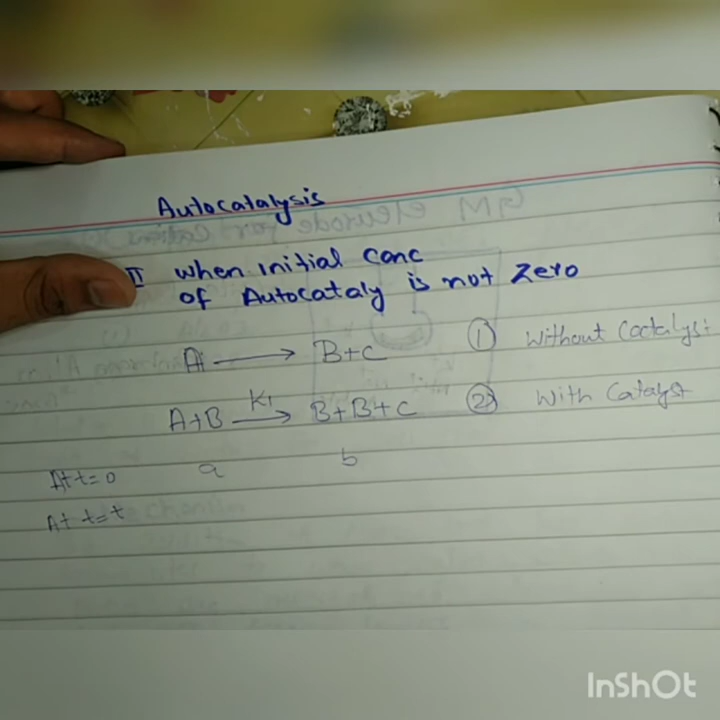 Autocatalysis
II when initial conc
of Autocataly is not zero
A → B+C ① without Coctalyst
A+B K1→ B+B+C ② With Catalyst
At t=0 a b
At t=t
InShOt